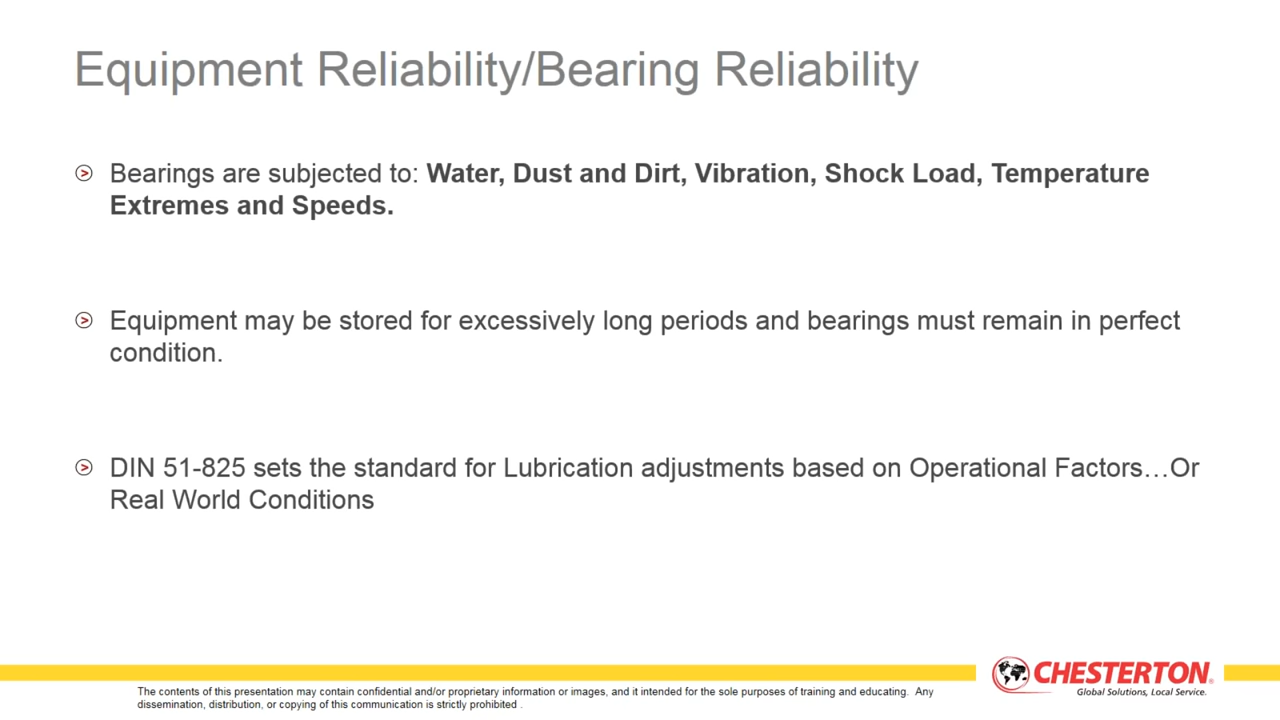 Equipment Reliability/Bearing Reliability
Bearings are subjected to: Water, Dust and Dirt, Vibration, Shock Load, Temperature
Extremes and Speeds.
Equipment may be stored for excessively long periods and bearings must remain in perfect
condition.
DIN 51-825 sets the standard for Lubrication adjustments based on Operational Factors…Or
Real World Conditions
CHESTERTON®
Global Solutions, Local Service.
The contents of this presentation may contain confidential and/or proprietary information or images, and it intended for the sole purposes of training and educating. Any
dissemination, distribution, or copying of this communication is strictly prohibited .